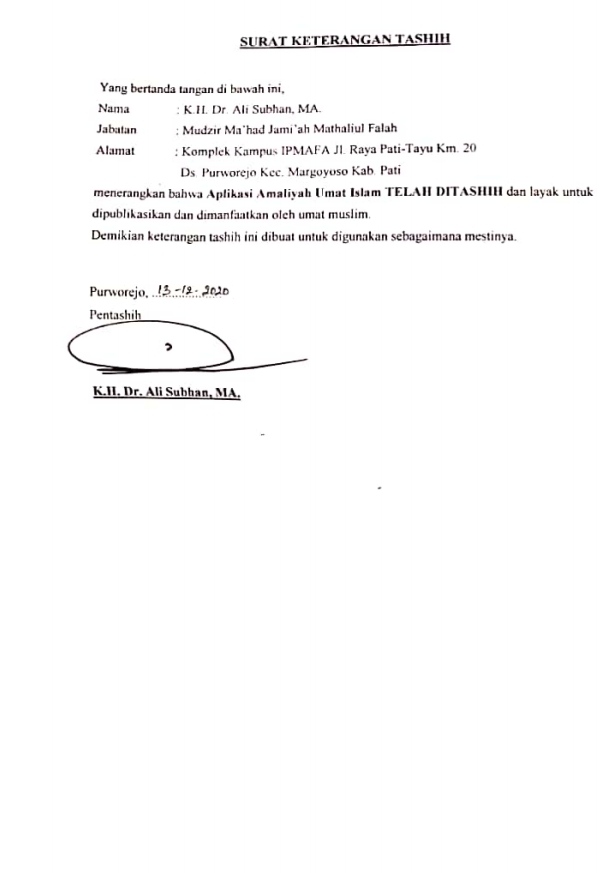 SURAT KETERANGAN TASHIH
Yang bertanda tangan di bawah ini,
Nama : K.H. Dr. Ali Subhan, MA.
Jabatan : Mudzir Ma'had Jami'ah Mathaliul Falah
Alamat : Komplek Kampus IPMAFA Jl. Raya Pati-Tayu Km. 20
Ds. Purworejo Kec. Margoyoso Kab. Pati
menerangkan bahwa Aplikasi Amaliyah Umat Islam TELAH DITASHIH dan layak untuk
dipublikasikan dan dimanfaatkan oleh umat muslim.
Demikian keterangan tashih ini dibuat untuk digunakan sebagaimana mestinya.
Purworejo, 13-12-2020
Pentashih
K.H. Dr. Ali Subhan, MA.